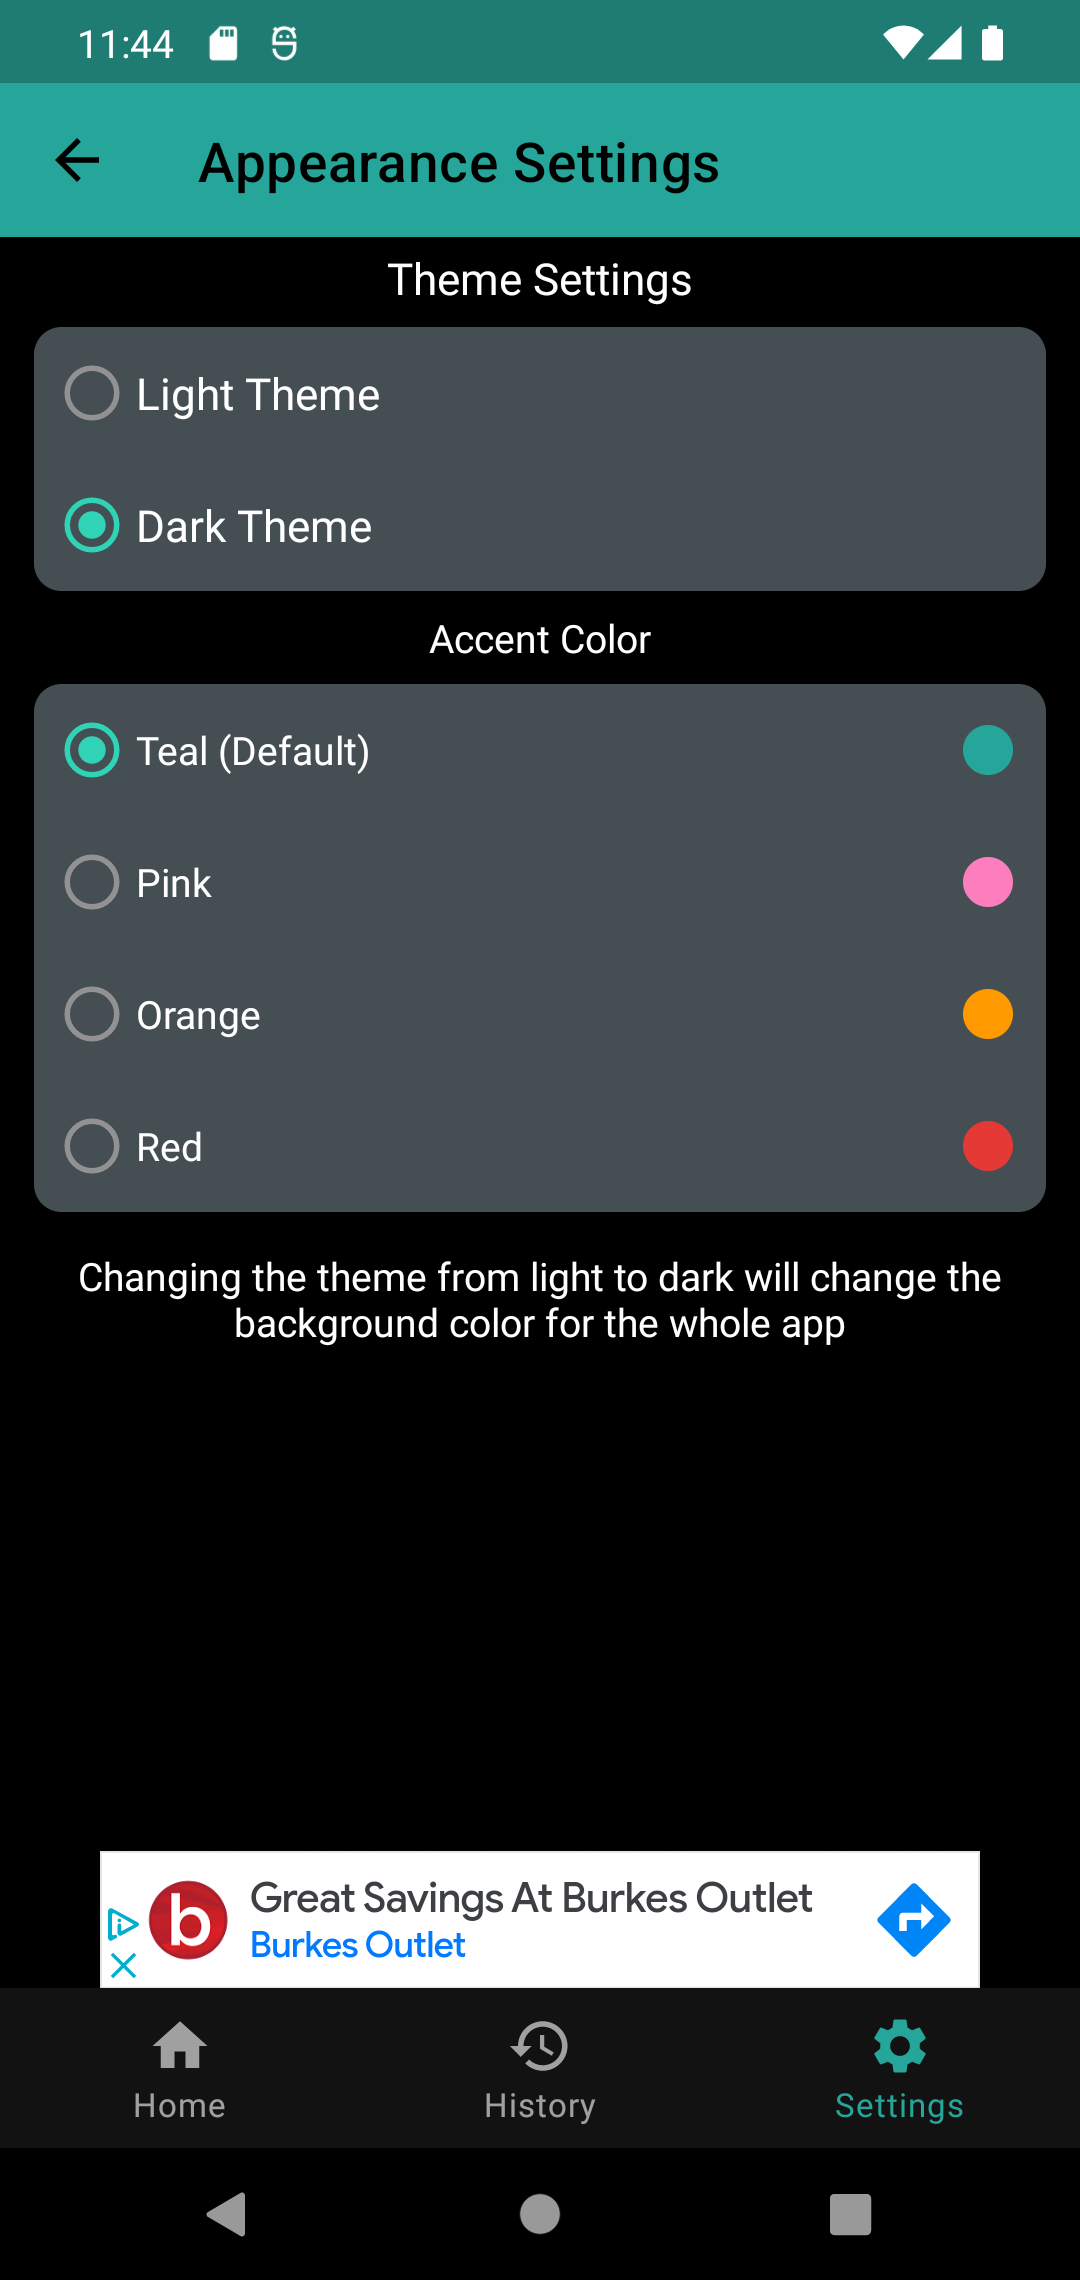 11:44
Appearance Settings
Theme Settings
Light Theme
Dark Theme
Accent Color
Teal (Default)
Pink
Orange
Red
Changing the theme from light to dark will change the
background color for the whole app
b
Great Savings At Burkes Outlet
Burkes Outlet
Home
History
Settings